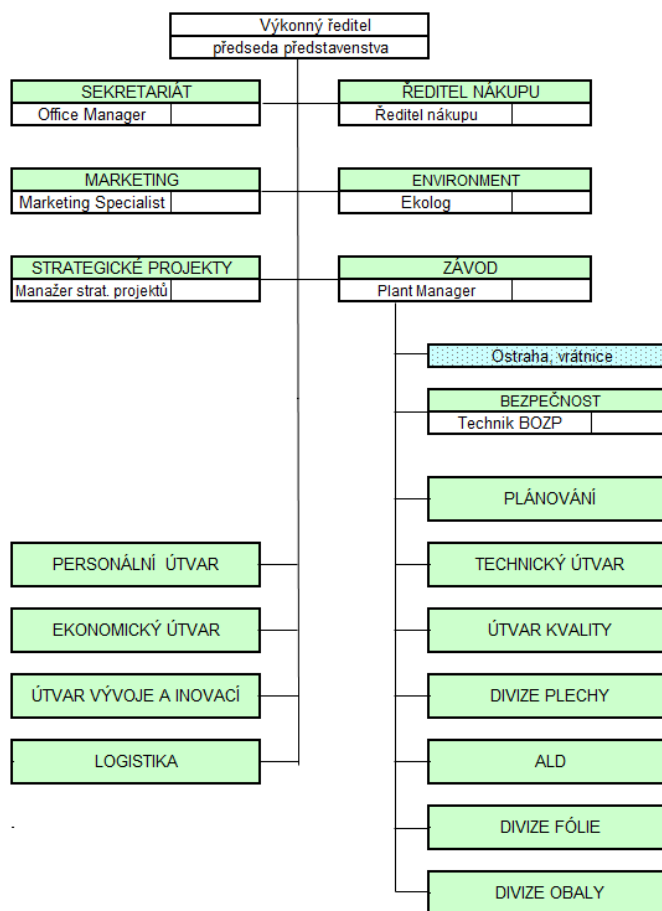 Výkonný ředitel
předseda představenstva
SEKRETARIÁT
Office Manager
ŘEDITEL NÁKUPU
Ředitel nákupu
MARKETING
Marketing Specialist
ENVIRONMENT
Ekolog
STRATEGICKÉ PROJEKTY
Manažer strat. projektů
ZÁVOD
Plant Manager
Ostraha, vrátnice
BEZPEČNOST
Technik BOZP
PLÁNOVÁNÍ
PERSONÁLNÍ ÚTVAR
TECHNICKÝ ÚTVAR
EKONOMICKÝ ÚTVAR
ÚTVAR KVALITY
ÚTVAR VÝVOJE A INOVACÍ
DIVIZE PLECHY
LOGISTIKA
ALD
DIVIZE FÓLIE
DIVIZE OBALY